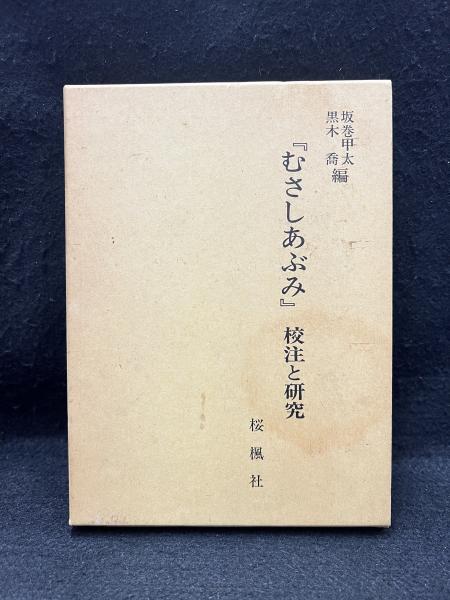 坂巻甲太
黒木　喬 編
『むさしあぶみ』校注と研究
桜楓社